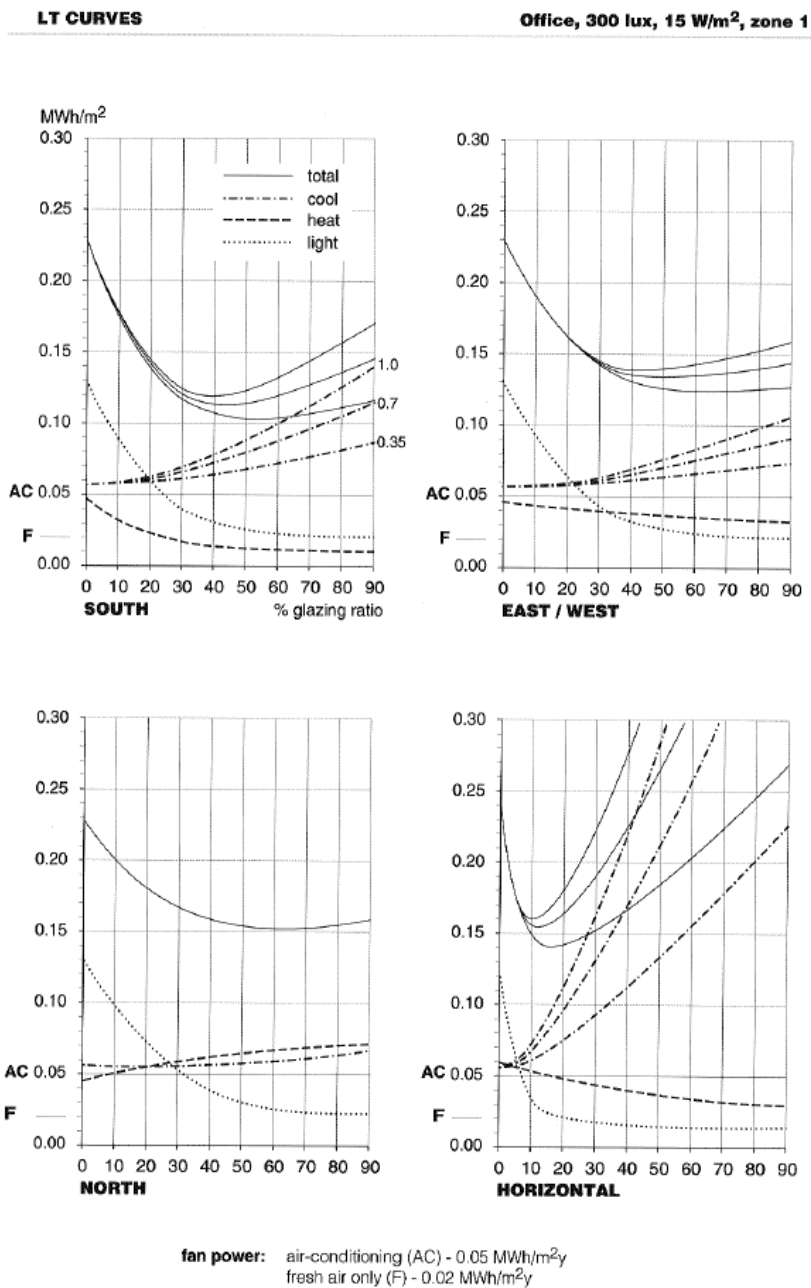 LT CURVES Office, 300 lux, 15 W/m², zone 1
MWh/m²
0.30
total
cool
heat
light
0.25
0.20
0.15
1.0
0.10
0.7
0.35
AC 0.05
F
0.00
0 10 20 30 40 50 60 70 80 90
SOUTH % glazing ratio
0.30
0.25
0.20
0.15
0.10
AC 0.05
F
0.00
0 10 20 30 40 50 60 70 80 90
EAST / WEST
0.30
0.25
0.20
0.15
0.10
AC 0.05
F
0.00
0 10 20 30 40 50 60 70 80 90
NORTH
0.30
0.25
0.20
0.15
0.10
AC 0.05
F
0.00
0 10 20 30 40 50 60 70 80 90
HORIZONTAL
fan power: air-conditioning (AC) - 0.05 MWh/m²y
fresh air only (F) - 0.02 MWh/m²y